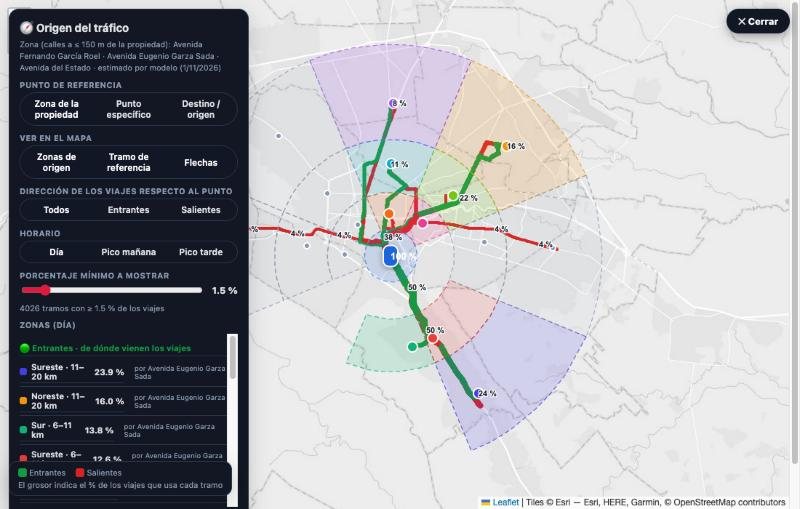 🧭 Origen del tráfico
Zona (calles a ≤ 150 m de la propiedad): Avenida
Fernando García Roel · Avenida Eugenio Garza Sada ·
Avenida del Estado · estimado por modelo (1/11/2026)
PUNTO DE REFERENCIA
Zona de la propiedad
Punto específico
Destino / origen
VER EN EL MAPA
Zonas de origen
Tramo de referencia
Flechas
DIRECCIÓN DE LOS VIAJES RESPECTO AL PUNTO
Todos
Entrantes
Salientes
HORARIO
Día
Pico mañana
Pico tarde
PORCENTAJE MÍNIMO A MOSTRAR
1.5 %
4026 tramos con ≥ 1.5 % de los viajes
ZONAS (DÍA)
Entrantes · de dónde vienen los viajes
Sureste · 11–20 km 23.9 % por Avenida Eugenio Garza Sada
Noreste · 11–20 km 16.0 % por Avenida Eugenio Garza Sada
Sur · 6–11 km 13.8 % por Avenida Eugenio Garza Sada
Sureste · 6– 12.6 % por Avenida Eugenio Garza
Entrantes
Salientes
El grosor indica el % de los viajes que usa cada tramo
✕ Cerrar
8 %
16 %
11 %
22 %
%
4 %
4 %
38 %
4 %
4 %
100 %
50 %
50 %
24 %
Leaflet | Tiles © Esri — Esri, HERE, Garmin, © OpenStreetMap contributors